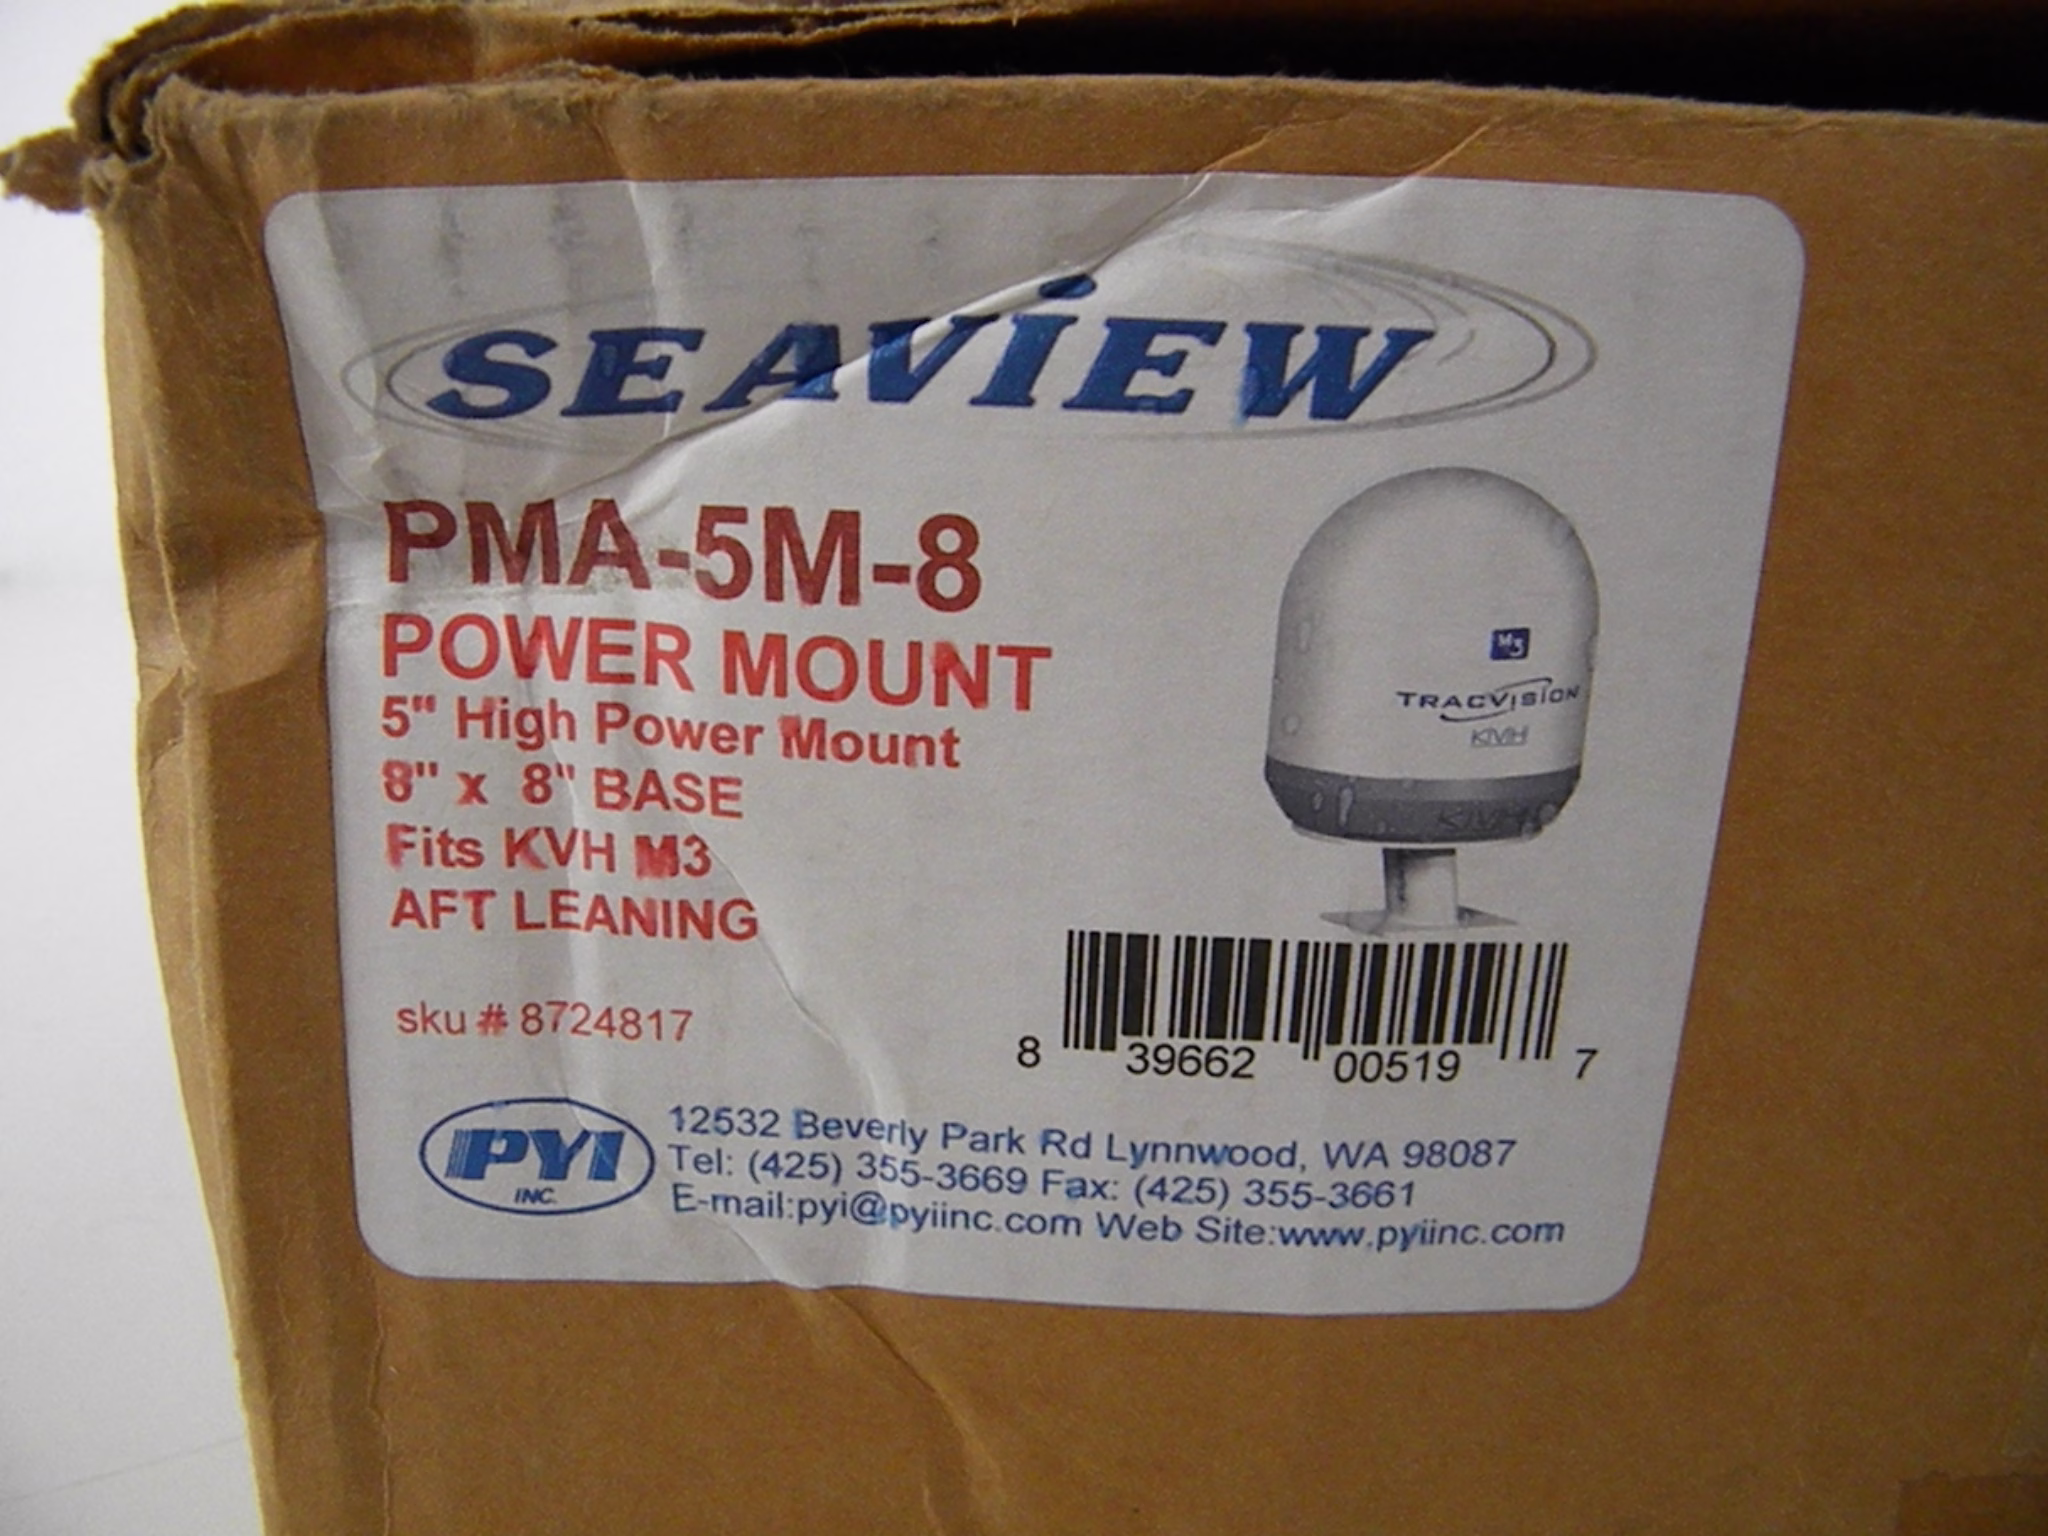 SEAVIEW
PMA-5M-8
POWER MOUNT
5" High Power Mount
8" x 8" BASE
Fits KVH M3
AFT LEANING
sku # 8724817
M3
TRACVISION
KVH
KVH
8 39662 00519 7
PYI
INC.
12532 Beverly Park Rd Lynnwood, WA 98087
Tel: (425) 355-3669 Fax: (425) 355-3661
E-mail:pyi@pyiinc.com Web Site:www.pyiinc.com